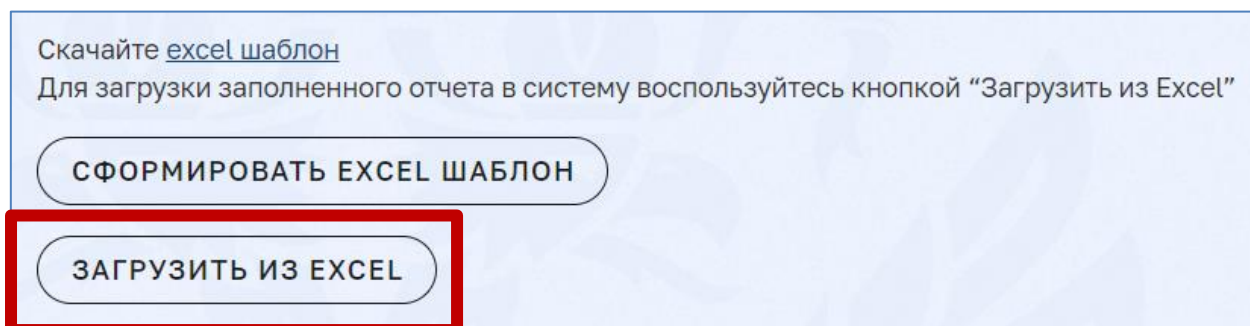 Скачайте excel шаблон
Для загрузки заполненного отчета в систему воспользуйтесь кнопкой “Загрузить из Excel”
СФОРМИРОВАТЬ EXCEL ШАБЛОН
ЗАГРУЗИТЬ ИЗ EXCEL